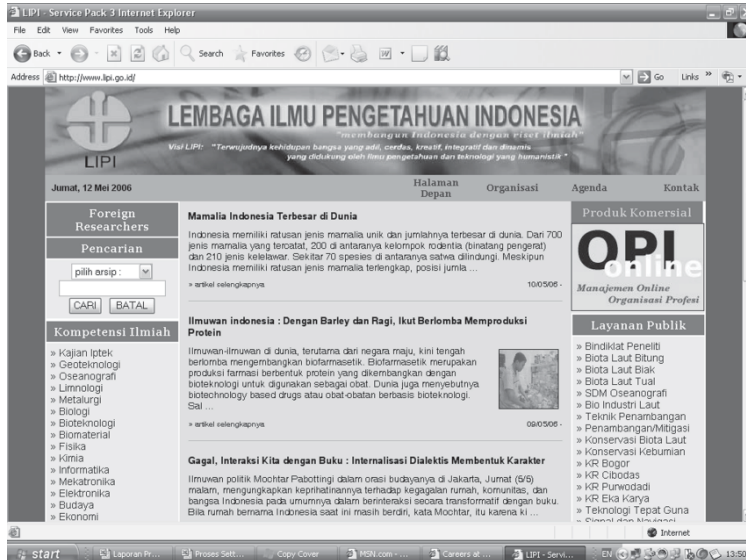 LIPI - Service Pack 3 Internet Explorer
File Edit View Favorites Tools Help
Back Search Favorites
Address http://www.lipi.go.id/ Go Links »
LEMBAGA ILMU PENGETAHUAN INDONESIA
"membangun Indonesia dengan riset ilmiah"
Visi LIPI: "Terwujudnya kehidupan bangsa yang adil, cerdas, kreatif, integratif dan dinamis
yang didukung oleh ilmu pengetahuan dan teknologi yang humanistik"
LIPI
Jumat, 12 Mei 2006
Halaman Depan
Organisasi
Agenda
Kontak
Foreign
Researchers
Pencarian
pilih arsip :
CARI BATAL
Kompetensi Ilmiah
» Kajian Iptek
» Geoteknologi
» Oseanografi
» Limnologi
» Metalurgi
» Biologi
» Bioteknologi
» Biomaterial
» Fisika
» Kimia
» Informatika
» Mekatronika
» Elektronika
» Budaya
» Ekonomi
Mamalia Indonesia Terbesar di Dunia
Indonesia memiliki ratusan jenis mamalia unik dan jumlahnya terbesar di dunia. Dari 700
jenis mamalia yang tercatat, 200 di antaranya kelompok rodentia (binatang pengerat)
dan 210 jenis kelelawar. Sekitar 70 spesies di antaranya satwa dilindungi. Meskipun
Indonesia memiliki ratusan jenis mamalia terlengkap, posisi jumla ...
» artikel selengkapnya 10/05/06 -
Ilmuwan indonesia : Dengan Barley dan Ragi, Ikut Berlomba Memproduksi
Protein
Ilmuwan-ilmuwan di dunia, terutama dari negara maju, kini tengah
berlomba mengembangkan biofarmasetik. Biofarmasetik merupakan
produksi farmasi berbentuk protein yang dikembangkan dengan
bioteknologi untuk digunakan sebagai obat. Dunia juga menyebutnya
biotechnology based drugs atau obat-obatan berbasis bioteknologi.
Sal ...
» artikel selengkapnya 09/05/06 -
Gagal, Interaksi Kita dengan Buku : Internalisasi Dialektis Membentuk Karakter
Ilmuwan politik Mochtar Pabottingi dalam orasi budayanya di Jakarta, Jumat (5/5)
malam, mengungkapkan keprihatinannya terhadap kegagalan rumah, komunitas, dan
bangsa Indonesia pada umumnya dalam berinteraksi secara transformatif dengan buku.
Bila rumah bernama Indonesia saat ini masih berdiri, kata Mochtar, itu karena ki ...
Produk Komersial
OPI
online
Manajemen Online
Organisasi Profesi
Layanan Publik
» Bindiklat Peneliti
» Biota Laut Bitung
» Biota Laut Biak
» Biota Laut Tual
» SDM Oseanografi
» Bio Industri Laut
» Teknik Penambangan
» Penambangan/Mitigasi
» Konservasi Biota Laut
» Konservasi Kebumian
» KR Bogor
» KR Cibodas
» KR Purwodadi
» KR Eka Karya
» Teknologi Tepat Guna
» Signal dan Navigasi
Internet
start Laporan Pr... Proses Sett... Copy Cover MSN.com - ... Careers at ... LIPI - Servi... EN 13:50